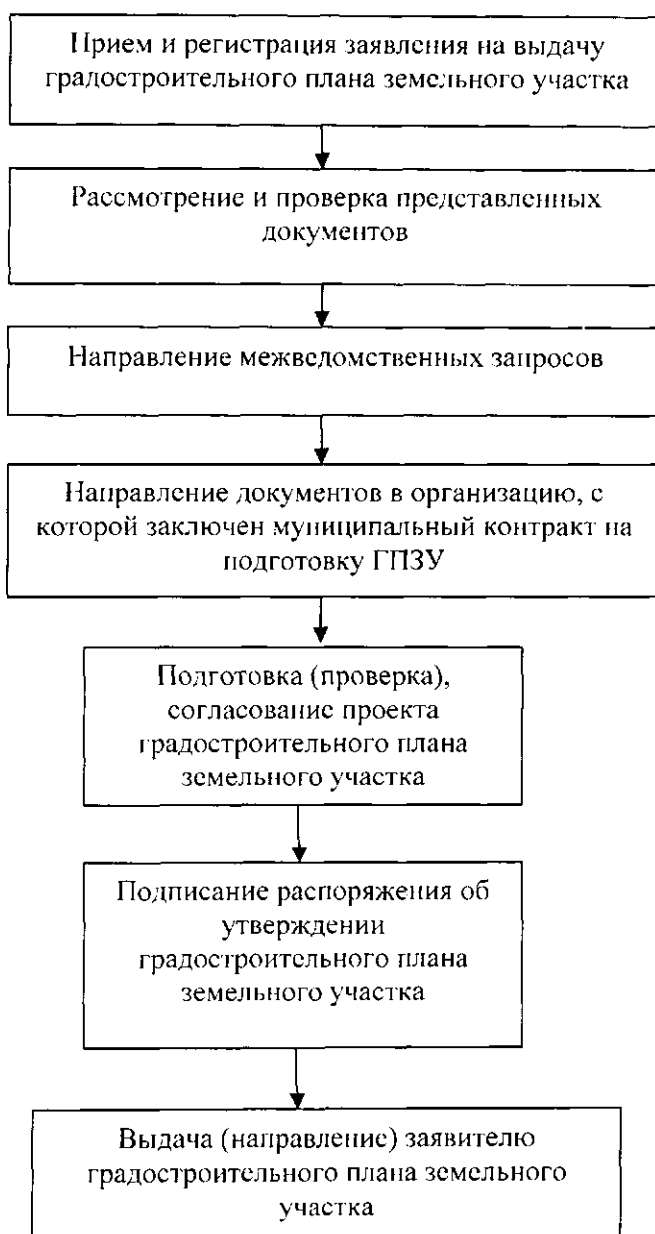 Прием и регистрация заявления на выдачу
градостроительного плана земельного участка
Рассмотрение и проверка представленных
документов
Направление межведомственных запросов
Направление документов в организацию, с
которой заключен муниципальный контракт на
подготовку ГПЗУ
Подготовка (проверка),
согласование проекта
градостроительного плана
земельного участка
Подписание распоряжения об
утверждении
градостроительного плана
земельного участка
Выдача (направление) заявителю
градостроительного плана земельного
участка